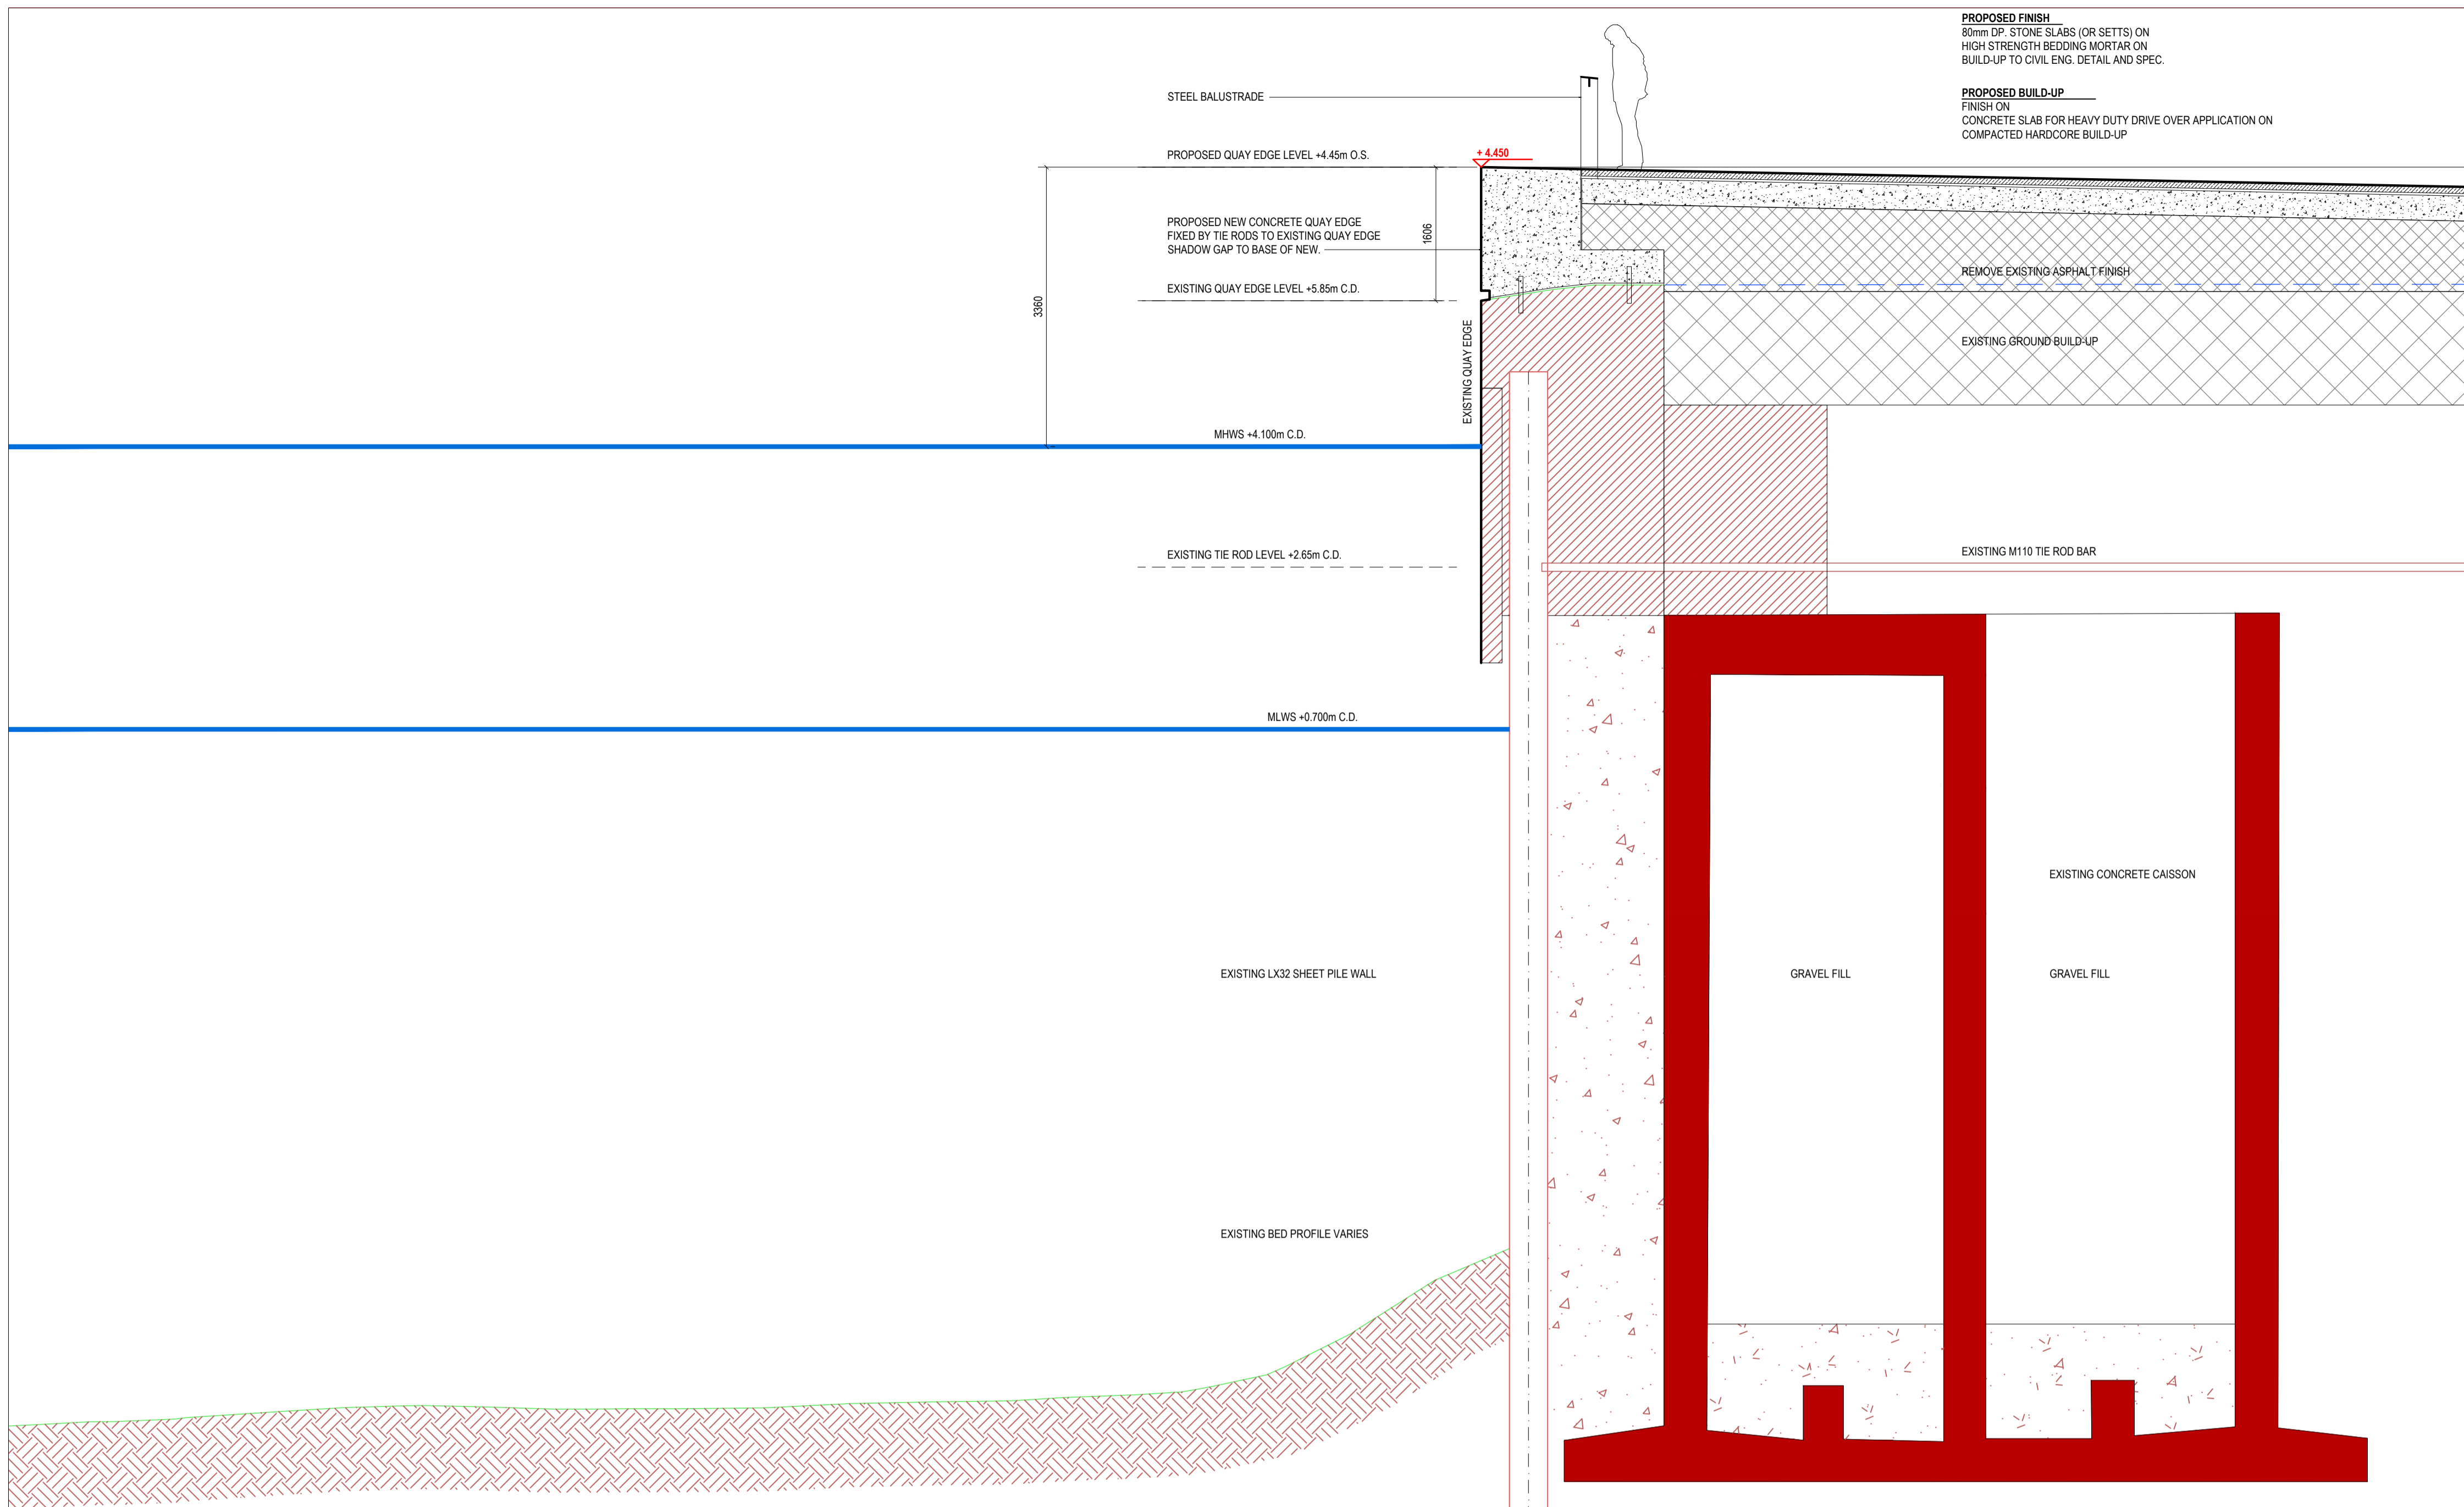 PROPOSED FINISH
80mm DP. STONE SLABS (OR SETTS) ON
HIGH STRENGTH BEDDING MORTAR ON
BUILD-UP TO CIVIL ENG. DETAIL AND SPEC.
PROPOSED BUILD-UP
FINISH ON
CONCRETE SLAB FOR HEAVY DUTY DRIVE OVER APPLICATION ON
COMPACTED HARDCORE BUILD-UP
STEEL BALUSTRADE
PROPOSED QUAY EDGE LEVEL +4.45m O.S.
+ 4.450
PROPOSED NEW CONCRETE QUAY EDGE
FIXED BY TIE RODS TO EXISTING QUAY EDGE
SHADOW GAP TO BASE OF NEW.
1606
3360
EXISTING QUAY EDGE LEVEL +5.85m C.D.
EXISTING QUAY EDGE
REMOVE EXISTING ASPHALT FINISH
EXISTING GROUND BUILD-UP
MHWS +4.100m C.D.
EXISTING TIE ROD LEVEL +2.65m C.D.
EXISTING M110 TIE ROD BAR
MLWS +0.700m C.D.
EXISTING CONCRETE CAISSON
EXISTING LX32 SHEET PILE WALL
GRAVEL FILL
GRAVEL FILL
EXISTING BED PROFILE VARIES